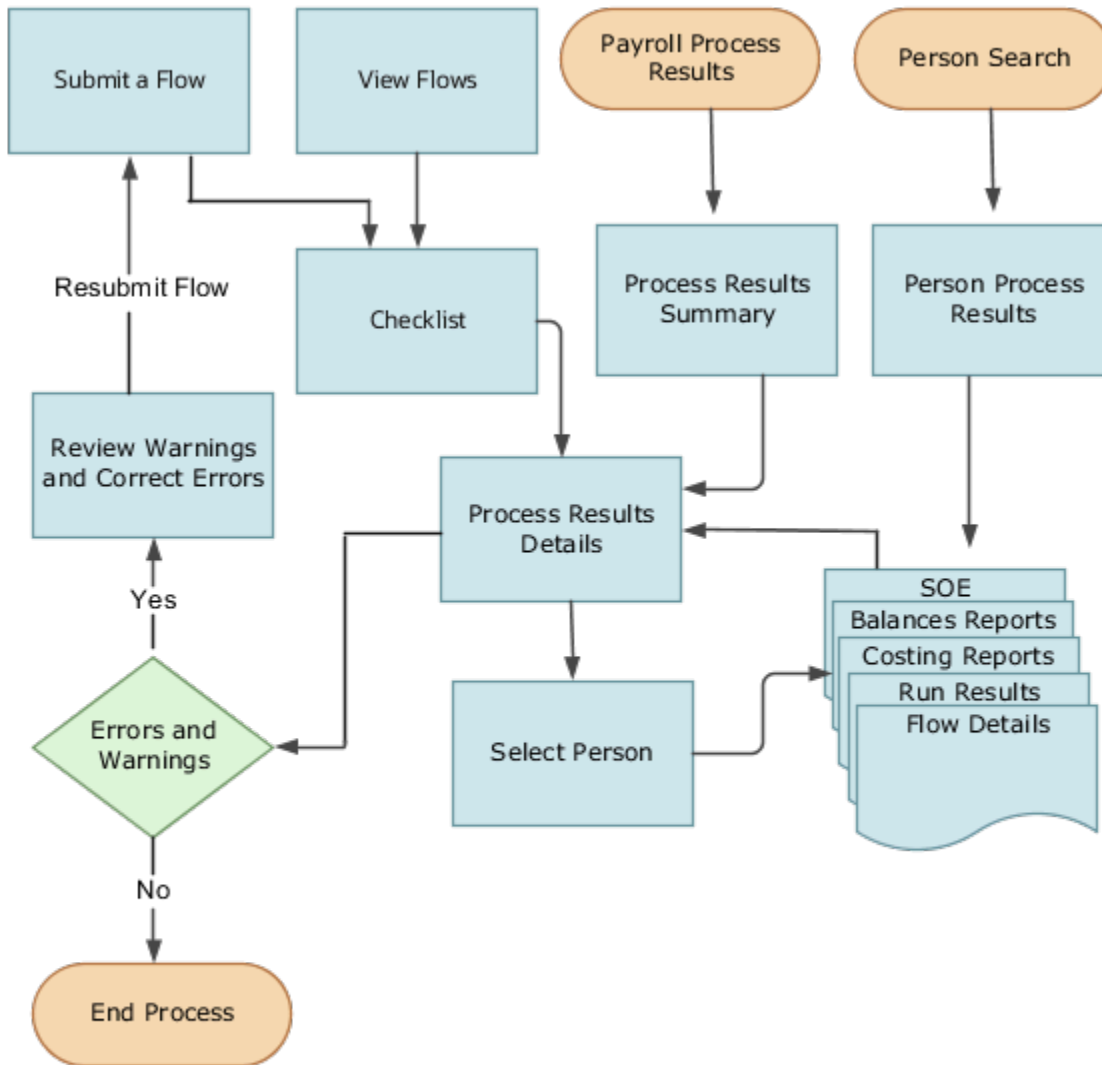 Submit a Flow
View Flows
Payroll Process
Results
Person Search
Resubmit Flow
Checklist
Process Results
Summary
Person Process
Results
Review Warnings
and Correct Errors
Process Results
Details
Yes
SOE
Balances Reports
Costing Reports
Run Results
Flow Details
Errors and
Warnings
Select Person
No
End Process